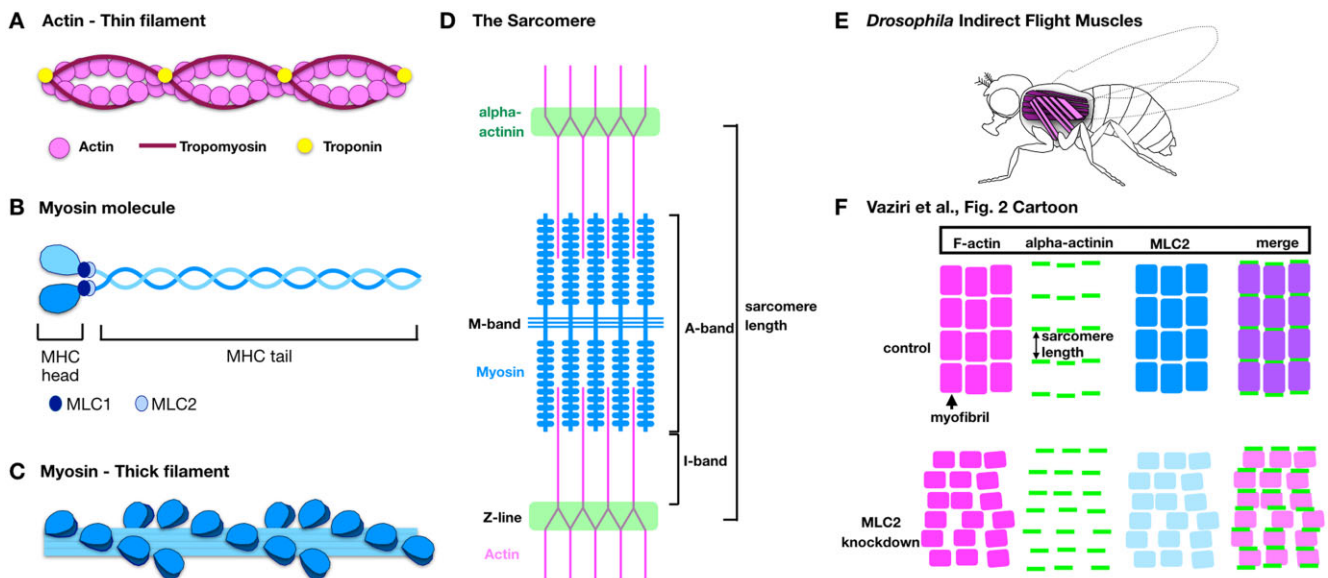 A Actin - Thin filament
Actin Tropomyosin Troponin
B Myosin molecule
MHC
head
MHC tail
MLC1 MLC2
C Myosin - Thick filament
D The Sarcomere
alpha-
actinin
sarcomere
length
M-band
A-band
Myosin
I-band
Z-line
Actin
E Drosophila Indirect Flight Muscles
F Vaziri et al., Fig. 2 Cartoon
F-actin alpha-actinin MLC2 merge
control
sarcomere
length
myofibril
MLC2
knockdown